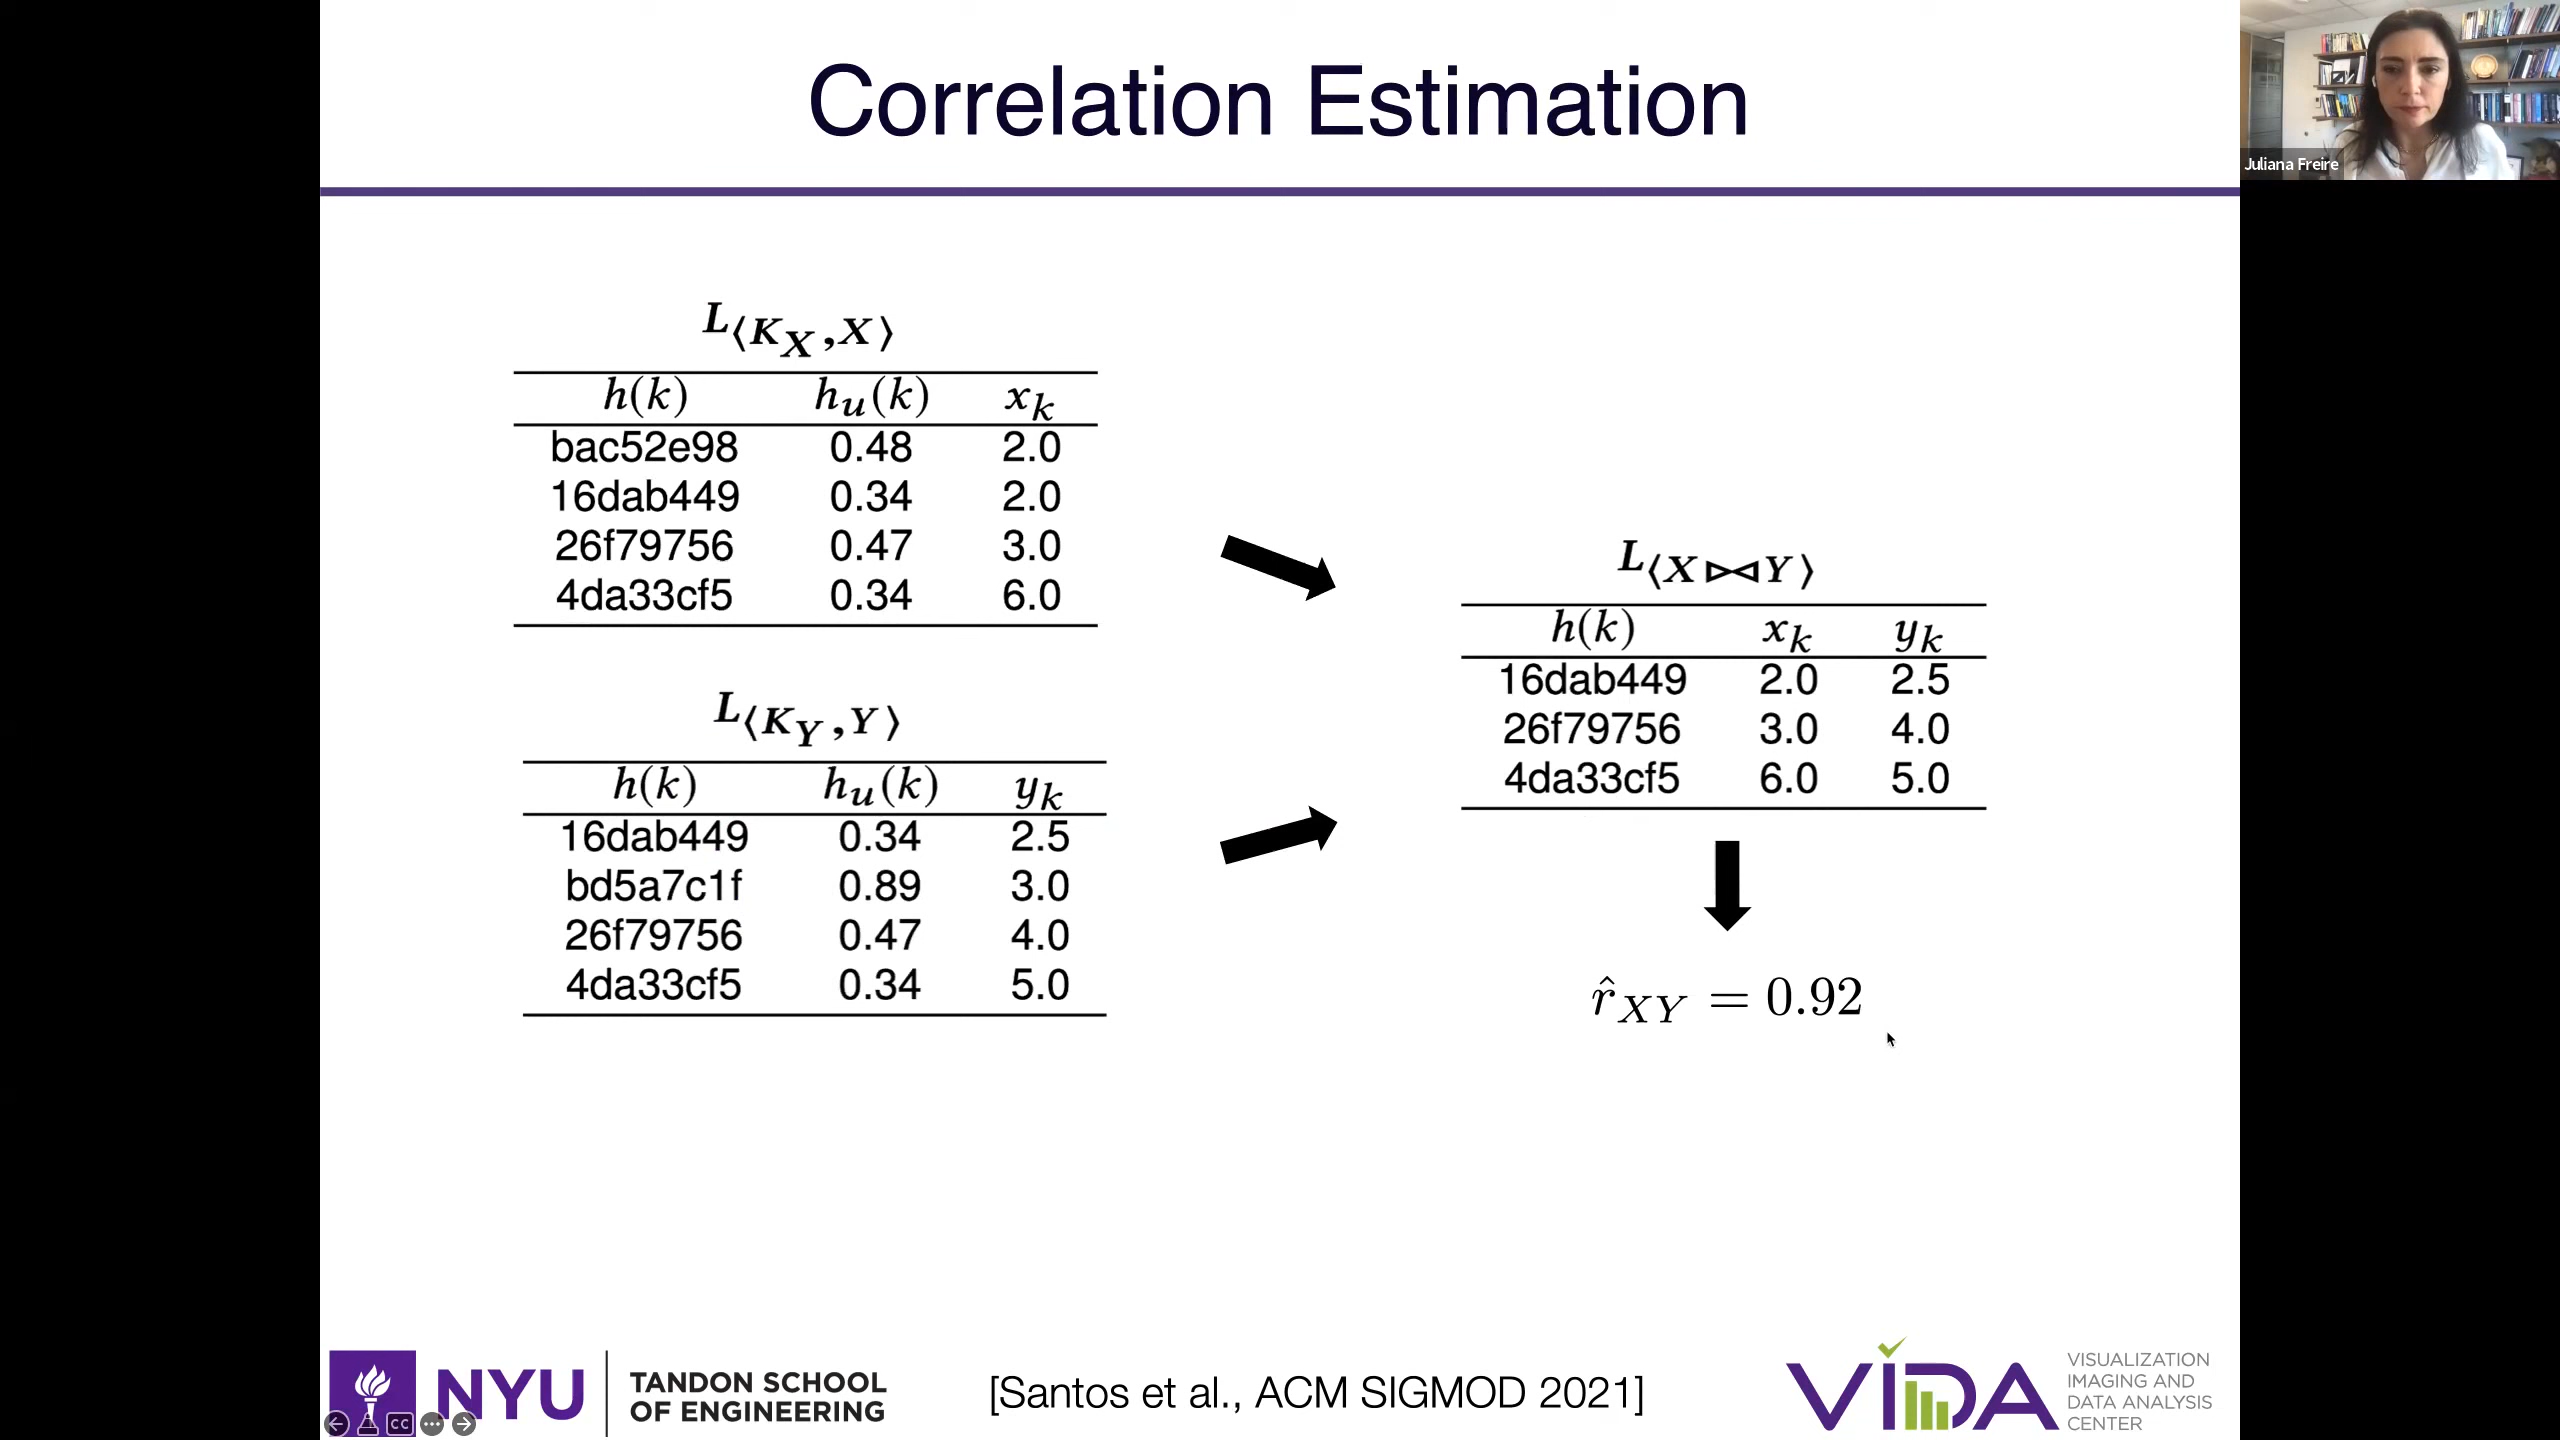 Correlation Estimation
Juliana Freire
L⟨K_X, X⟩
h(k) h_u(k) x_k
bac52e98 0.48 2.0
16dab449 0.34 2.0
26f79756 0.47 3.0
4da33cf5 0.34 6.0
L⟨K_Y, Y⟩
h(k) h_u(k) y_k
16dab449 0.34 2.5
bd5a7c1f 0.89 3.0
26f79756 0.47 4.0
4da33cf5 0.34 5.0
L⟨X⋈Y⟩
h(k) x_k y_k
16dab449 2.0 2.5
26f79756 3.0 4.0
4da33cf5 6.0 5.0
r̂_XY = 0.92
NYU
TANDON SCHOOL
OF ENGINEERING
CC
[Santos et al., ACM SIGMOD 2021]
VIDA
VISUALIZATION
IMAGING AND
DATA ANALYSIS
CENTER